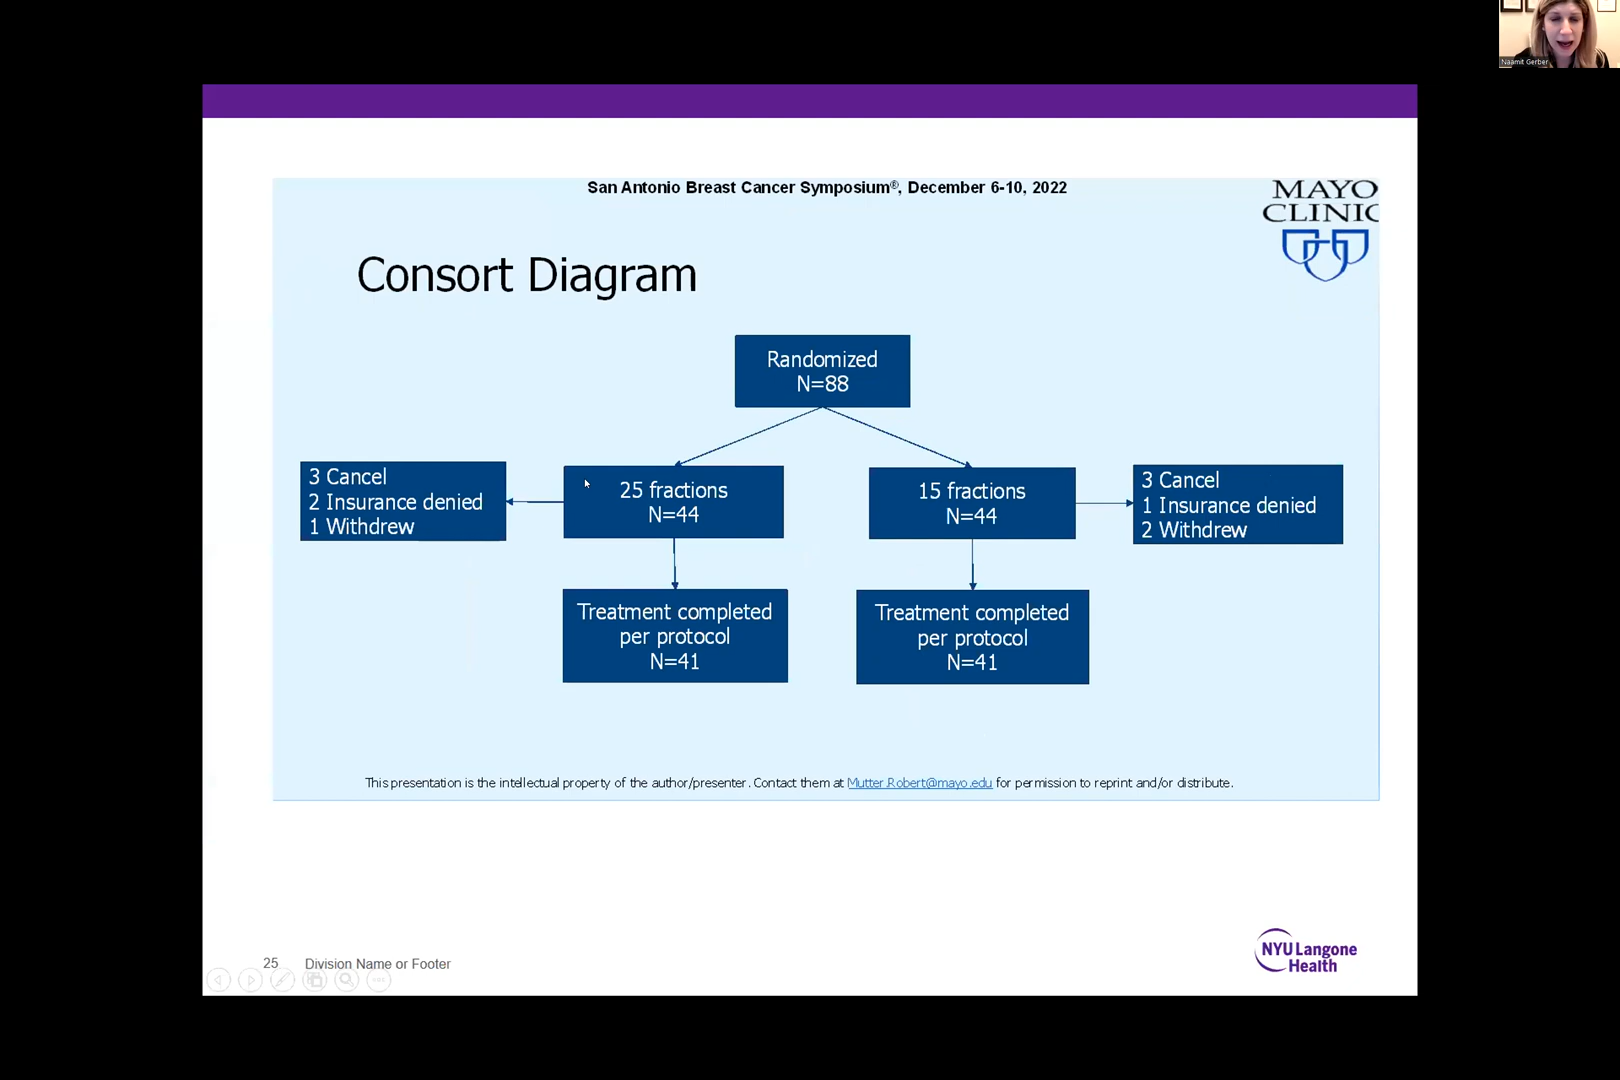 Naamit Gerber
San Antonio Breast Cancer Symposium®, December 6-10, 2022
MAYO
CLINIC
Consort Diagram
Randomized
N=88
3 Cancel
2 Insurance denied
1 Withdrew
25 fractions
N=44
15 fractions
N=44
3 Cancel
1 Insurance denied
2 Withdrew
Treatment completed
per protocol
N=41
Treatment completed
per protocol
N=41
This presentation is the intellectual property of the author/presenter. Contact them at Mutter.Robert@mayo.edu for permission to reprint and/or distribute.
25 Division Name or Footer
NYU Langone
Health